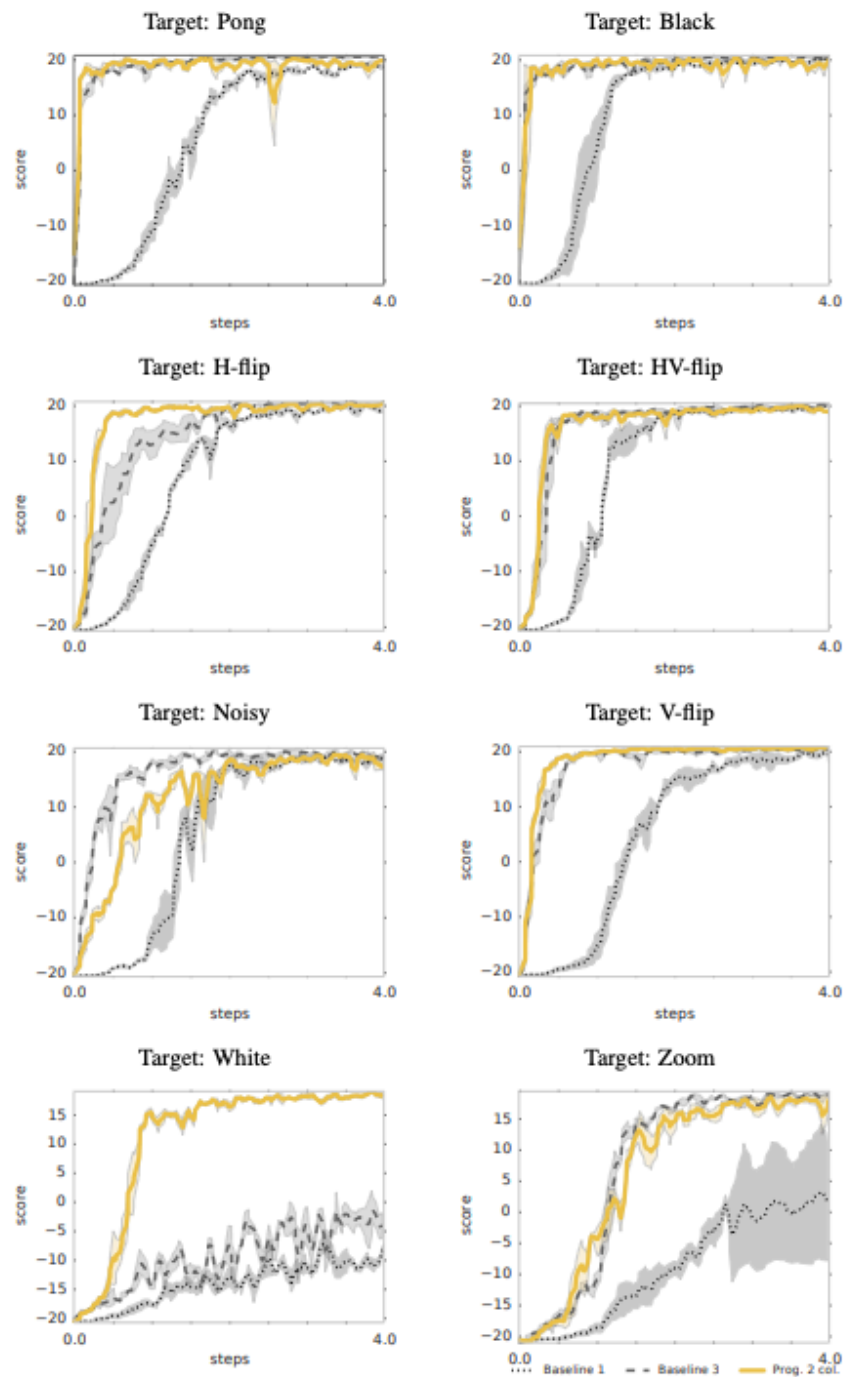 Target: Pong
20
10
0
−10
−20
score
0.0 4.0
steps
Target: Black
20
10
0
−10
−20
score
0.0 4.0
steps
Target: H-flip
20
10
0
−10
−20
score
0.0 4.0
steps
Target: HV-flip
20
10
0
−10
−20
score
0.0 4.0
steps
Target: Noisy
20
10
0
−10
−20
score
0.0 4.0
steps
Target: V-flip
20
10
0
−10
−20
score
0.0 4.0
steps
Target: White
15
10
5
0
−5
−10
−15
−20
score
0.0 4.0
steps
Target: Zoom
15
10
5
0
−5
−10
−15
−20
score
0.0 4.0
steps
Baseline 1 Baseline 3 Prog. 2 col.